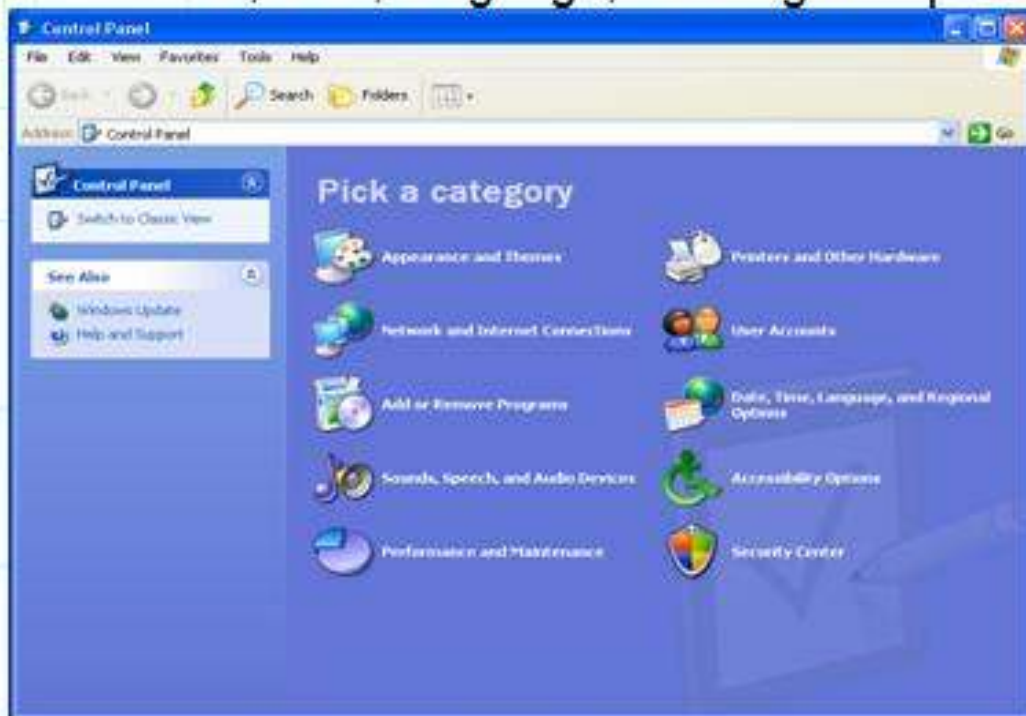 Control Panel
File Edit View Favorites Tools Help
Back Search Folders
Address Control Panel Go
Control Panel
Switch to Classic View
See Also
Windows Update
Help and Support
Pick a category
Appearance and Themes
Printers and Other Hardware
Network and Internet Connections
User Accounts
Add or Remove Programs
Date, Time, Language, and Regional
Options
Sounds, Speech, and Audio Devices
Accessibility Options
Performance and Maintenance
Security Center